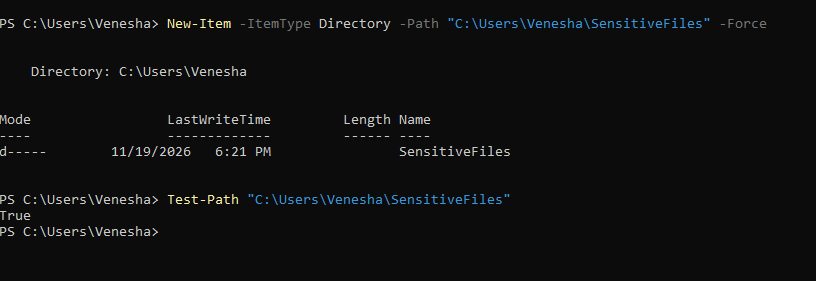 PS C:\Users\Venesha> New-Item -ItemType Directory -Path "C:\Users\Venesha\SensitiveFiles" -Force
Directory: C:\Users\Venesha
Mode LastWriteTime Length Name
---- ------------- ------ ----
d----- 11/19/2026 6:21 PM SensitiveFiles
PS C:\Users\Venesha> Test-Path "C:\Users\Venesha\SensitiveFiles"
True
PS C:\Users\Venesha>